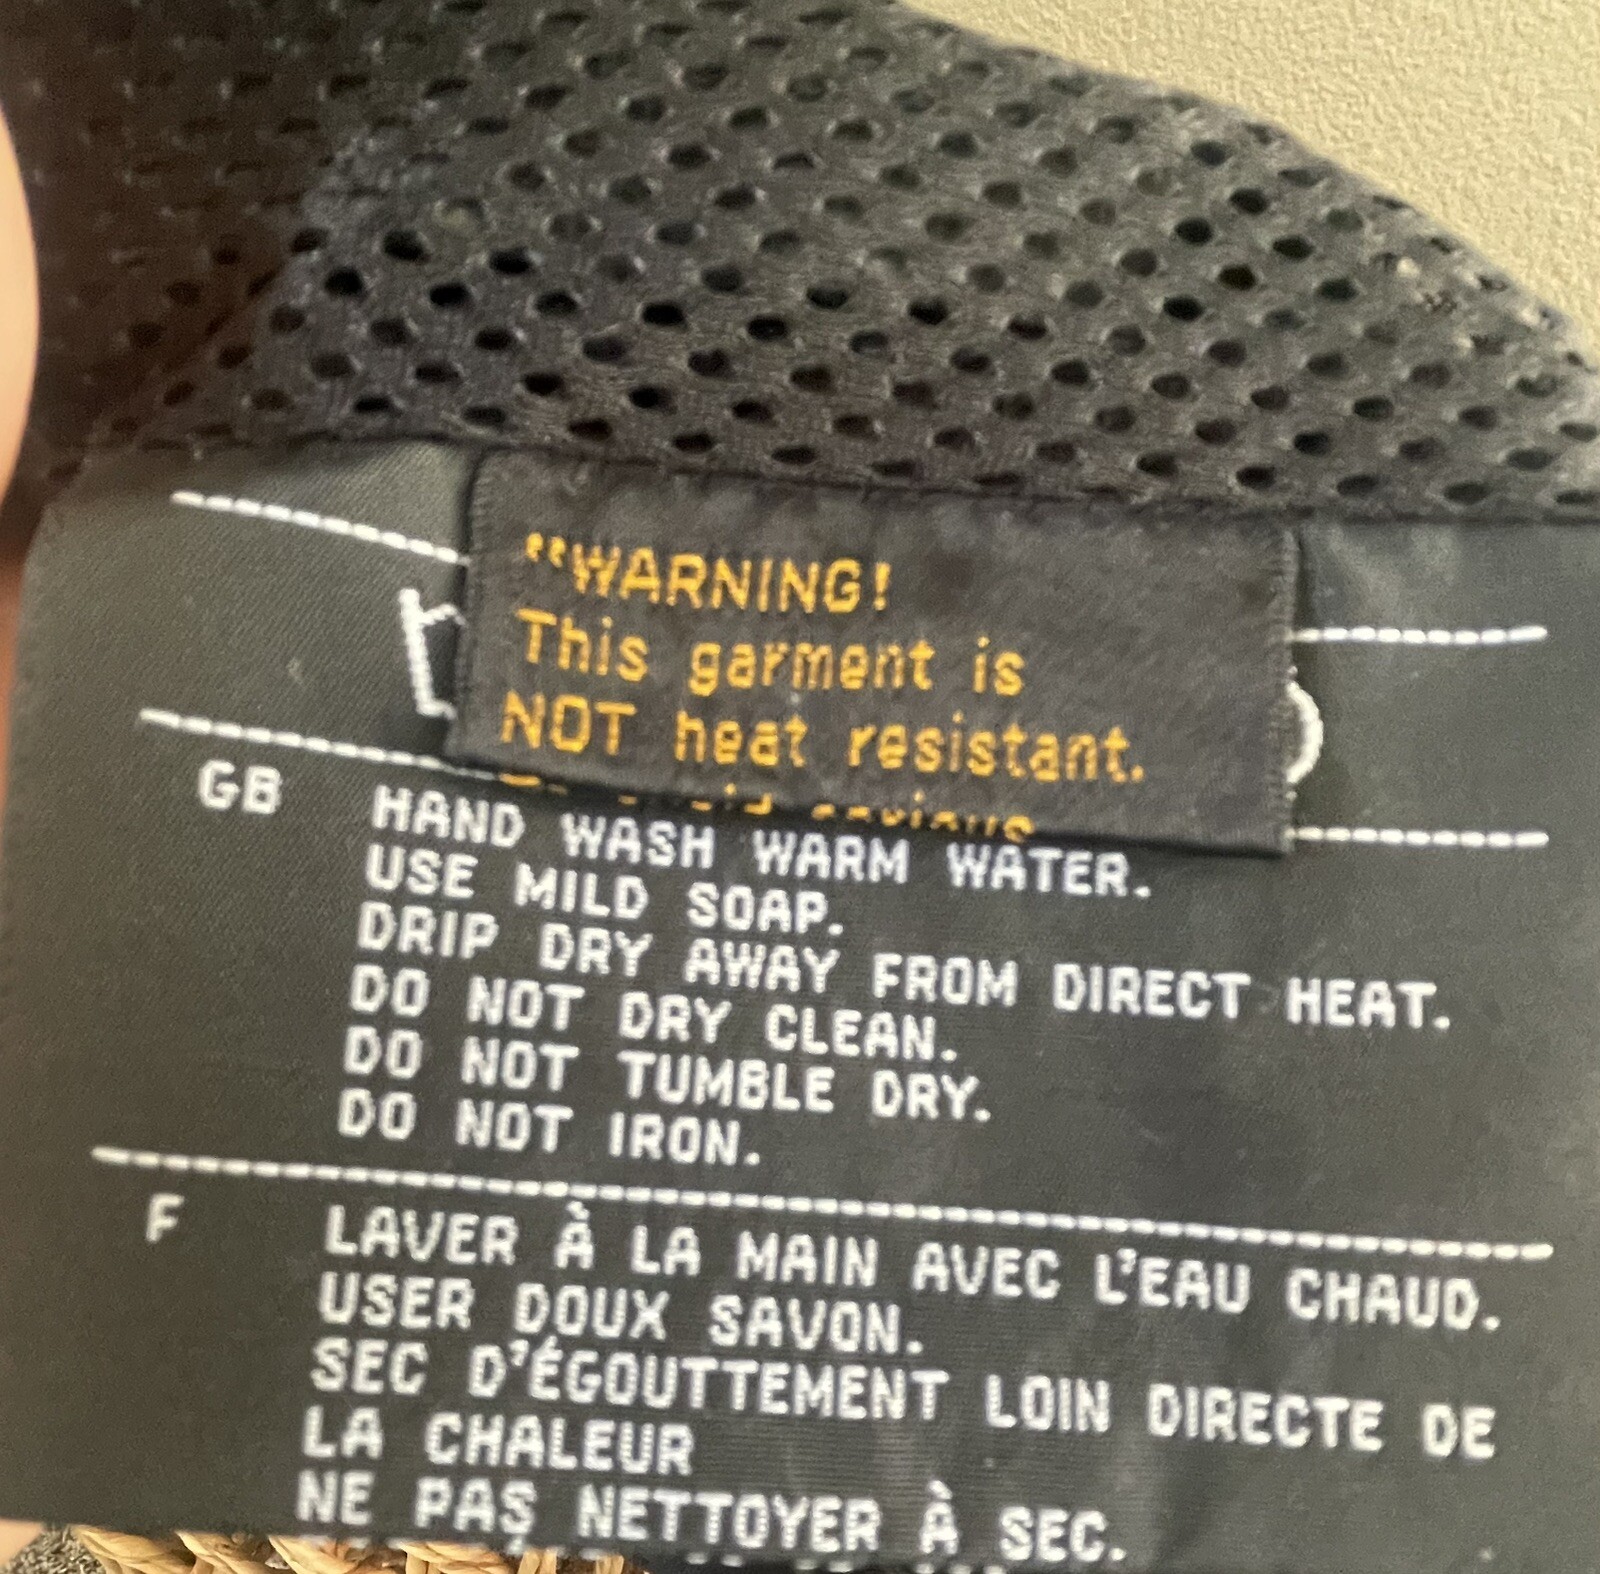 “WARNING!
This garment is
NOT heat resistant.
GB
HAND WASH WARM WATER.
USE MILD SOAP.
DRIP DRY AWAY FROM DIRECT HEAT.
DO NOT DRY CLEAN.
DO NOT TUMBLE DRY.
DO NOT IRON.
F
LAVER À LA MAIN AVEC L'EAU CHAUD.
USER DOUX SAVON.
SEC D'ÉGOUTTEMENT LOIN DIRECTE DE
LA CHALEUR
NE PAS NETTOYER À SEC.